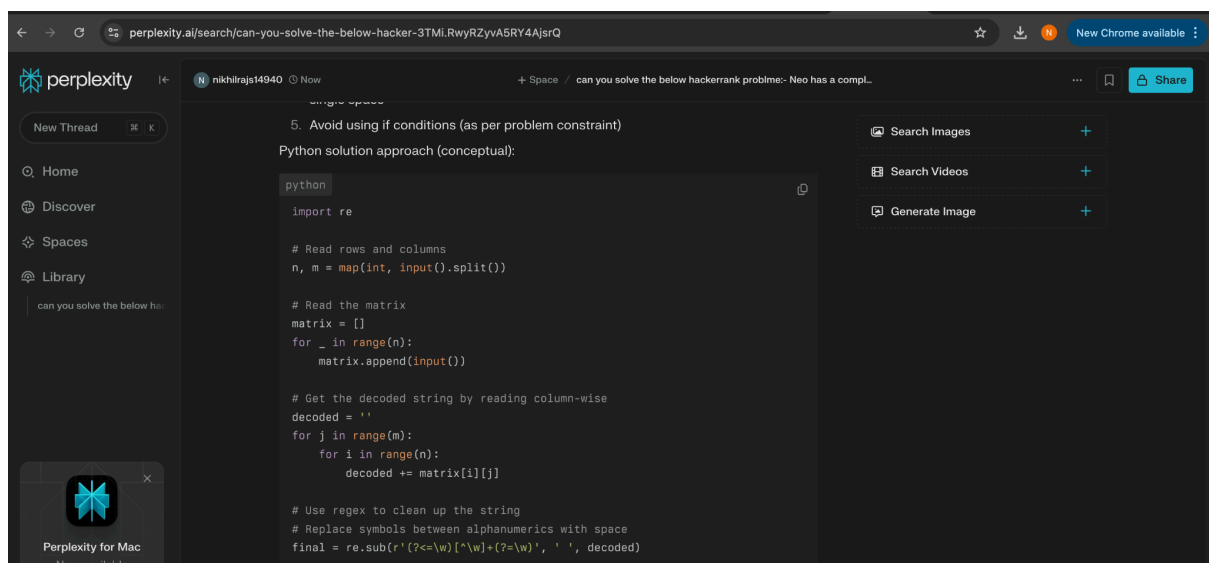 perplexity.ai/search/can-you-solve-the-below-hacker-3TMi.RwyRZyvA5RY4AjsrQ
N
New Chrome available
perplexity
N nikhilrajs14940 Now
+ Space / can you solve the below hackerrank problme:- Neo has a compl...
Share
New Thread ⌘ K
Home
Discover
Spaces
Library
can you solve the below hac
single space
5. Avoid using if conditions (as per problem constraint)
Python solution approach (conceptual):
python
import re
# Read rows and columns
n, m = map(int, input().split())
# Read the matrix
matrix = []
for _ in range(n):
    matrix.append(input())
# Get the decoded string by reading column-wise
decoded = ''
for j in range(m):
    for i in range(n):
        decoded += matrix[i][j]
# Use regex to clean up the string
# Replace symbols between alphanumerics with space
final = re.sub(r'(?<=\w)[^\w]+(?=\w)', ' ', decoded)
Search Images +
Search Videos +
Generate Image +
Perplexity for Mac